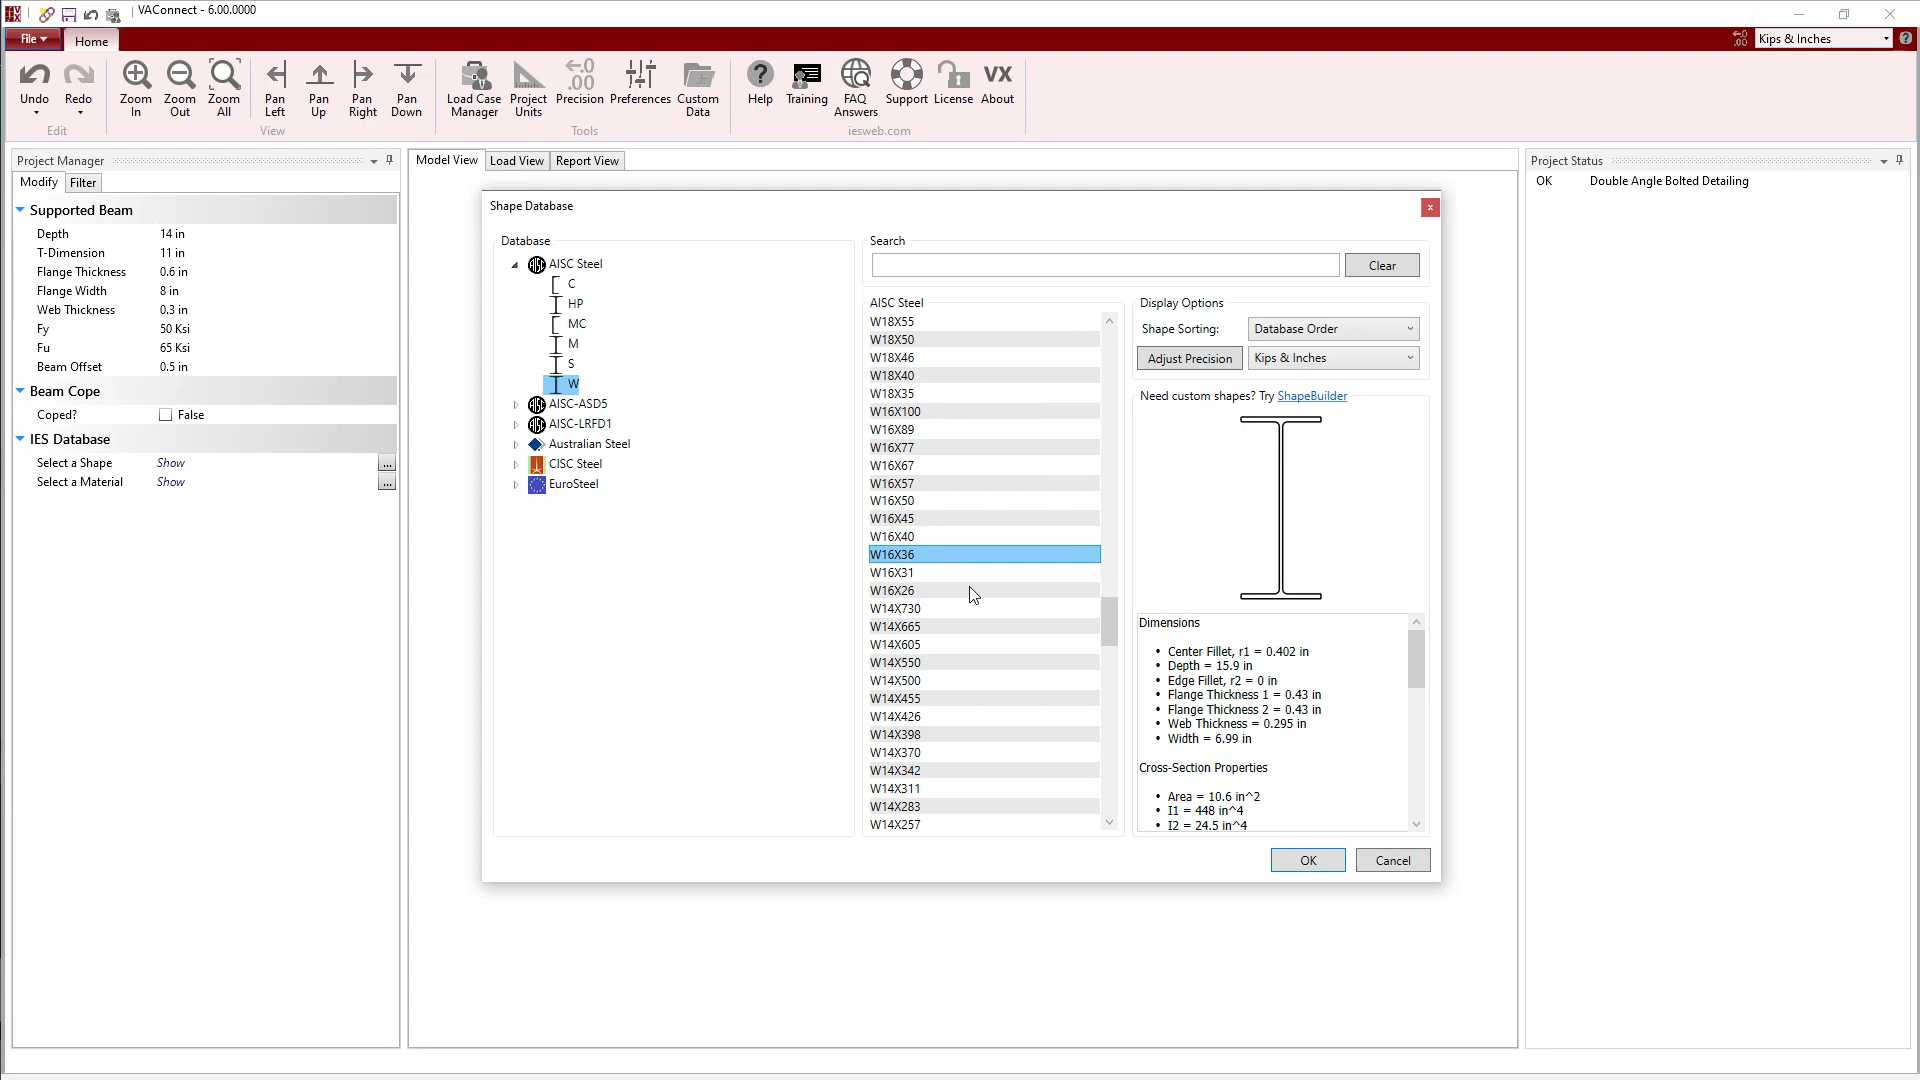 VAConnect - 6.00.0000
File
Home
Kips & Inches
Undo
Redo
Zoom In
Zoom Out
Zoom All
Pan Left
Pan Up
Pan Right
Pan Down
Load Case Manager
Project Units
Precision
Preferences
Custom Data
Help
Training
FAQ Answers
Support
License
VX
About
Edit
View
Tools
iesweb.com
Project Manager
Modify
Filter
Supported Beam
Depth 14 in
T-Dimension 11 in
Flange Thickness 0.6 in
Flange Width 8 in
Web Thickness 0.3 in
Fy 50 Ksi
Fu 65 Ksi
Beam Offset 0.5 in
Beam Cope
Coped? False
IES Database
Select a Shape Show ...
Select a Material Show ...
Model View
Load View
Report View
Shape Database
Database
AISC Steel
C
HP
MC
M
S
W
AISC-ASD5
AISC-LRFD1
Australian Steel
CISC Steel
EuroSteel
Search
Clear
AISC Steel
W18X55
W18X50
W18X46
W18X40
W18X35
W16X100
W16X89
W16X77
W16X67
W16X57
W16X50
W16X45
W16X40
W16X36
W16X31
W16X26
W14X730
W14X665
W14X605
W14X550
W14X500
W14X455
W14X426
W14X398
W14X370
W14X342
W14X311
W14X283
W14X257
Display Options
Shape Sorting: Database Order
Adjust Precision Kips & Inches
Need custom shapes? Try ShapeBuilder
Dimensions
• Center Fillet, r1 = 0.402 in
• Depth = 15.9 in
• Edge Fillet, r2 = 0 in
• Flange Thickness 1 = 0.43 in
• Flange Thickness 2 = 0.43 in
• Web Thickness = 0.295 in
• Width = 6.99 in
Cross-Section Properties
• Area = 10.6 in^2
• I1 = 448 in^4
• I2 = 24.5 in^4
OK
Cancel
Project Status
OK Double Angle Bolted Detailing